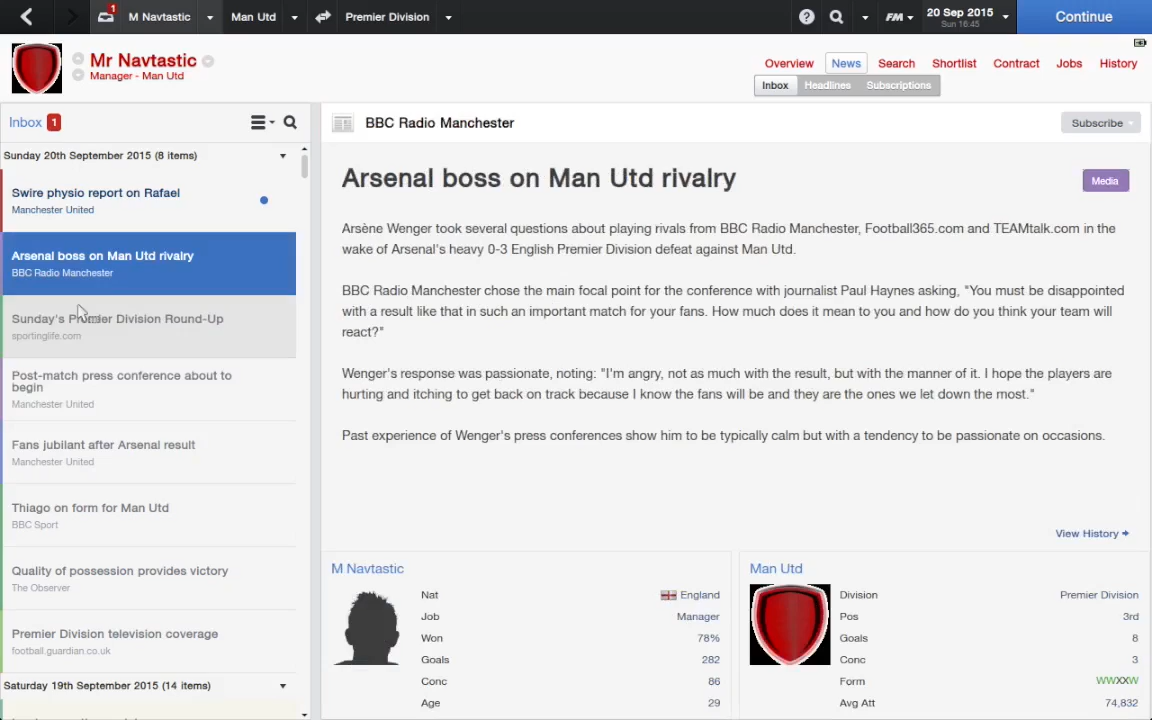 1
M Navtastic
Man Utd
Premier Division
FM
20 Sep 2015
Sun 16:45
Continue
Mr Navtastic
Manager - Man Utd
Overview
News
Search
Shortlist
Contract
Jobs
History
Inbox
Headlines
Subscriptions
Inbox 1
BBC Radio Manchester
Subscribe
Sunday 20th September 2015 (8 items)
Swire physio report on Rafael
Manchester United
Arsenal boss on Man Utd rivalry
BBC Radio Manchester
Sunday's Premier Division Round-Up
sportinglife.com
Post-match press conference about to
begin
Manchester United
Fans jubilant after Arsenal result
Manchester United
Thiago on form for Man Utd
BBC Sport
Quality of possession provides victory
The Observer
Premier Division television coverage
football.guardian.co.uk
Saturday 19th September 2015 (14 items)
Arsenal boss on Man Utd rivalry
Media
Arsène Wenger took several questions about playing rivals from BBC Radio Manchester, Football365.com and TEAMtalk.com in the
wake of Arsenal's heavy 0-3 English Premier Division defeat against Man Utd.
BBC Radio Manchester chose the main focal point for the conference with journalist Paul Haynes asking, "You must be disappointed
with a result like that in such an important match for your fans. How much does it mean to you and how do you think your team will
react?"
Wenger's response was passionate, noting: "I'm angry, not as much with the result, but with the manner of it. I hope the players are
hurting and itching to get back on track because I know the fans will be and they are the ones we let down the most."
Past experience of Wenger's press conferences show him to be typically calm but with a tendency to be passionate on occasions.
View History
M Navtastic
Nat England
Job Manager
Won 78%
Goals 282
Conc 86
Age 29
Man Utd
Division Premier Division
Pos 3rd
Goals 8
Conc 3
Form WWXXW
Avg Att 74,832